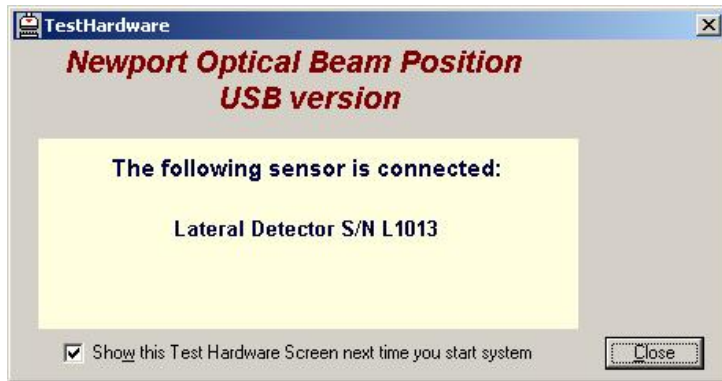 TestHardware
Newport Optical Beam Position
USB version
The following sensor is connected:
Lateral Detector S/N L1013
Show this Test Hardware Screen next time you start system
Close